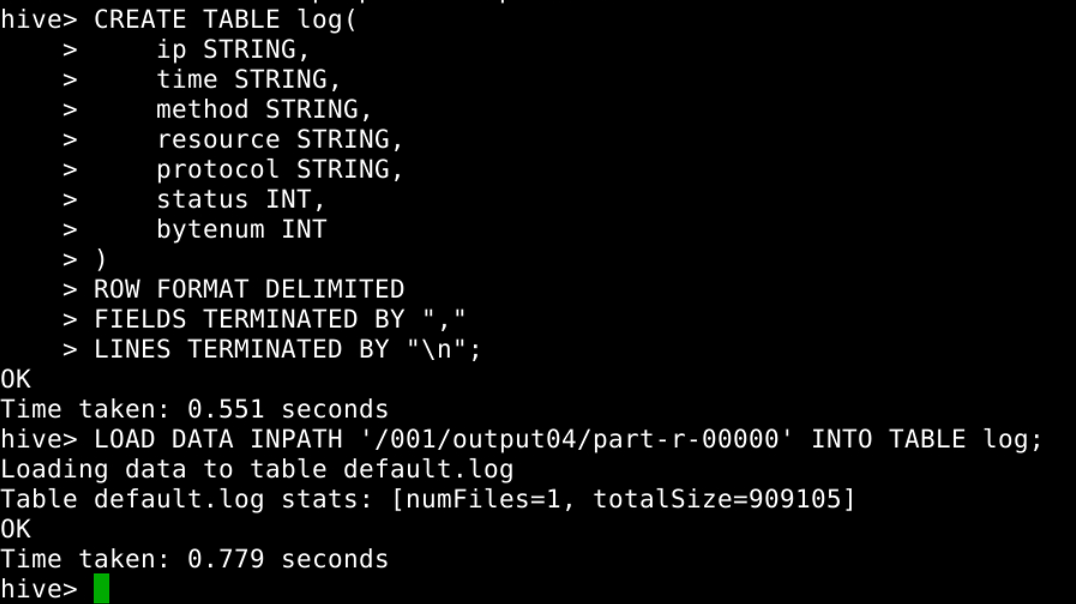 hive> CREATE TABLE log(
    >     ip STRING,
    >     time STRING,
    >     method STRING,
    >     resource STRING,
    >     protocol STRING,
    >     status INT,
    >     bytenum INT
    > )
    > ROW FORMAT DELIMITED
    > FIELDS TERMINATED BY ","
    > LINES TERMINATED BY "\n";
OK
Time taken: 0.551 seconds
hive> LOAD DATA INPATH '/001/output04/part-r-00000' INTO TABLE log;
Loading data to table default.log
Table default.log stats: [numFiles=1, totalSize=909105]
OK
Time taken: 0.779 seconds
hive>